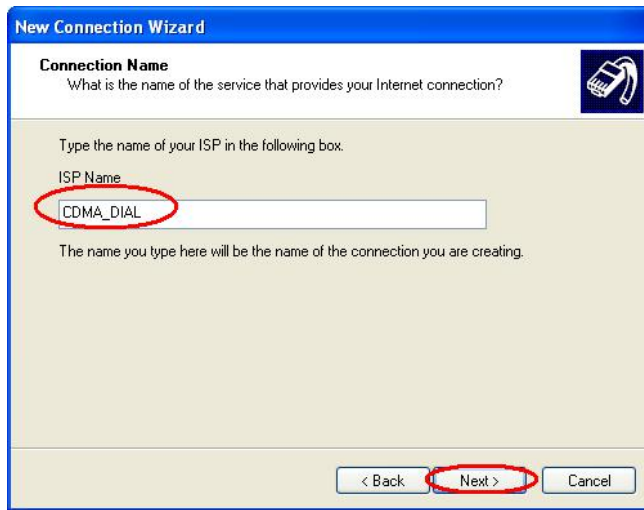 New Connection Wizard
Connection Name
What is the name of the service that provides your Internet connection?
Type the name of your ISP in the following box.
ISP Name
CDMA_DIAL
The name you type here will be the name of the connection you are creating.
< Back Next > Cancel